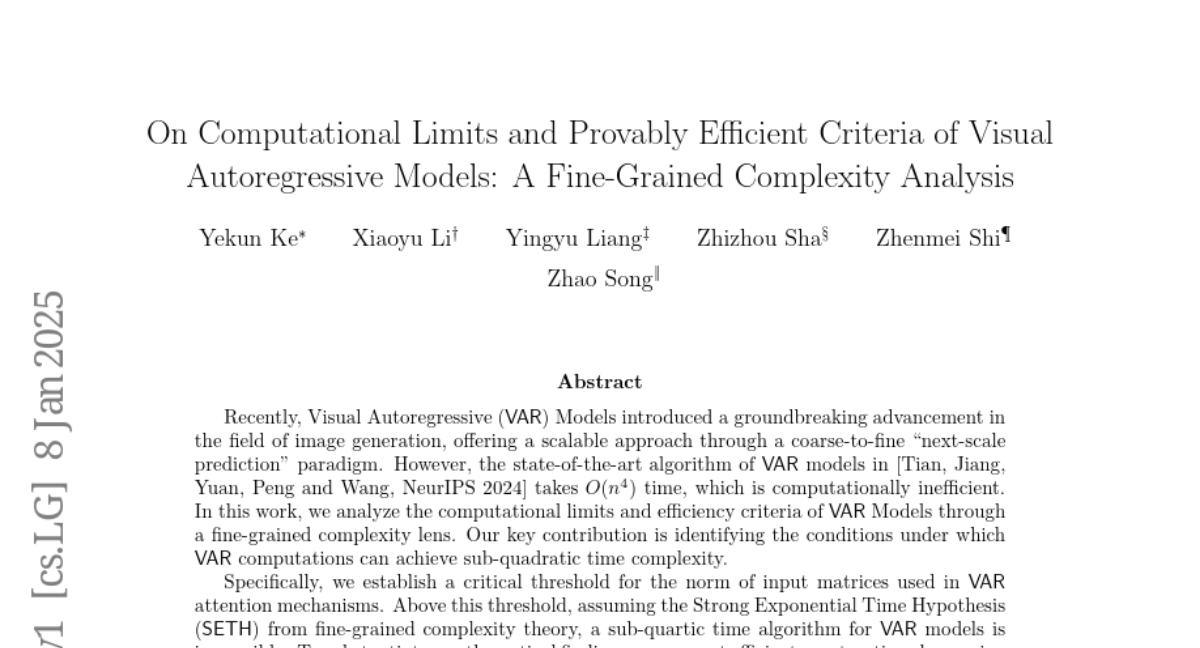 On Computational Limits and Provably Efficient Criteria of Visual
Autoregressive Models: A Fine-Grained Complexity Analysis
Yekun Ke* Xiaoyu Li† Yingyu Liang‡ Zhizhou Sha§ Zhenmei Shi¶
Zhao Song‖
v1 [cs.LG] 8 Jan 2025
Abstract
Recently, Visual Autoregressive (VAR) Models introduced a groundbreaking advancement in
the field of image generation, offering a scalable approach through a coarse-to-fine “next-scale
prediction” paradigm. However, the state-of-the-art algorithm of VAR models in [Tian, Jiang,
Yuan, Peng and Wang, NeurIPS 2024] takes O(n⁴) time, which is computationally inefficient.
In this work, we analyze the computational limits and efficiency criteria of VAR Models through
a fine-grained complexity lens. Our key contribution is identifying the conditions under which
VAR computations can achieve sub-quadratic time complexity.
Specifically, we establish a critical threshold for the norm of input matrices used in VAR
attention mechanisms. Above this threshold, assuming the Strong Exponential Time Hypothesis
(SETH) from fine-grained complexity theory, a sub-quartic time algorithm for VAR models is